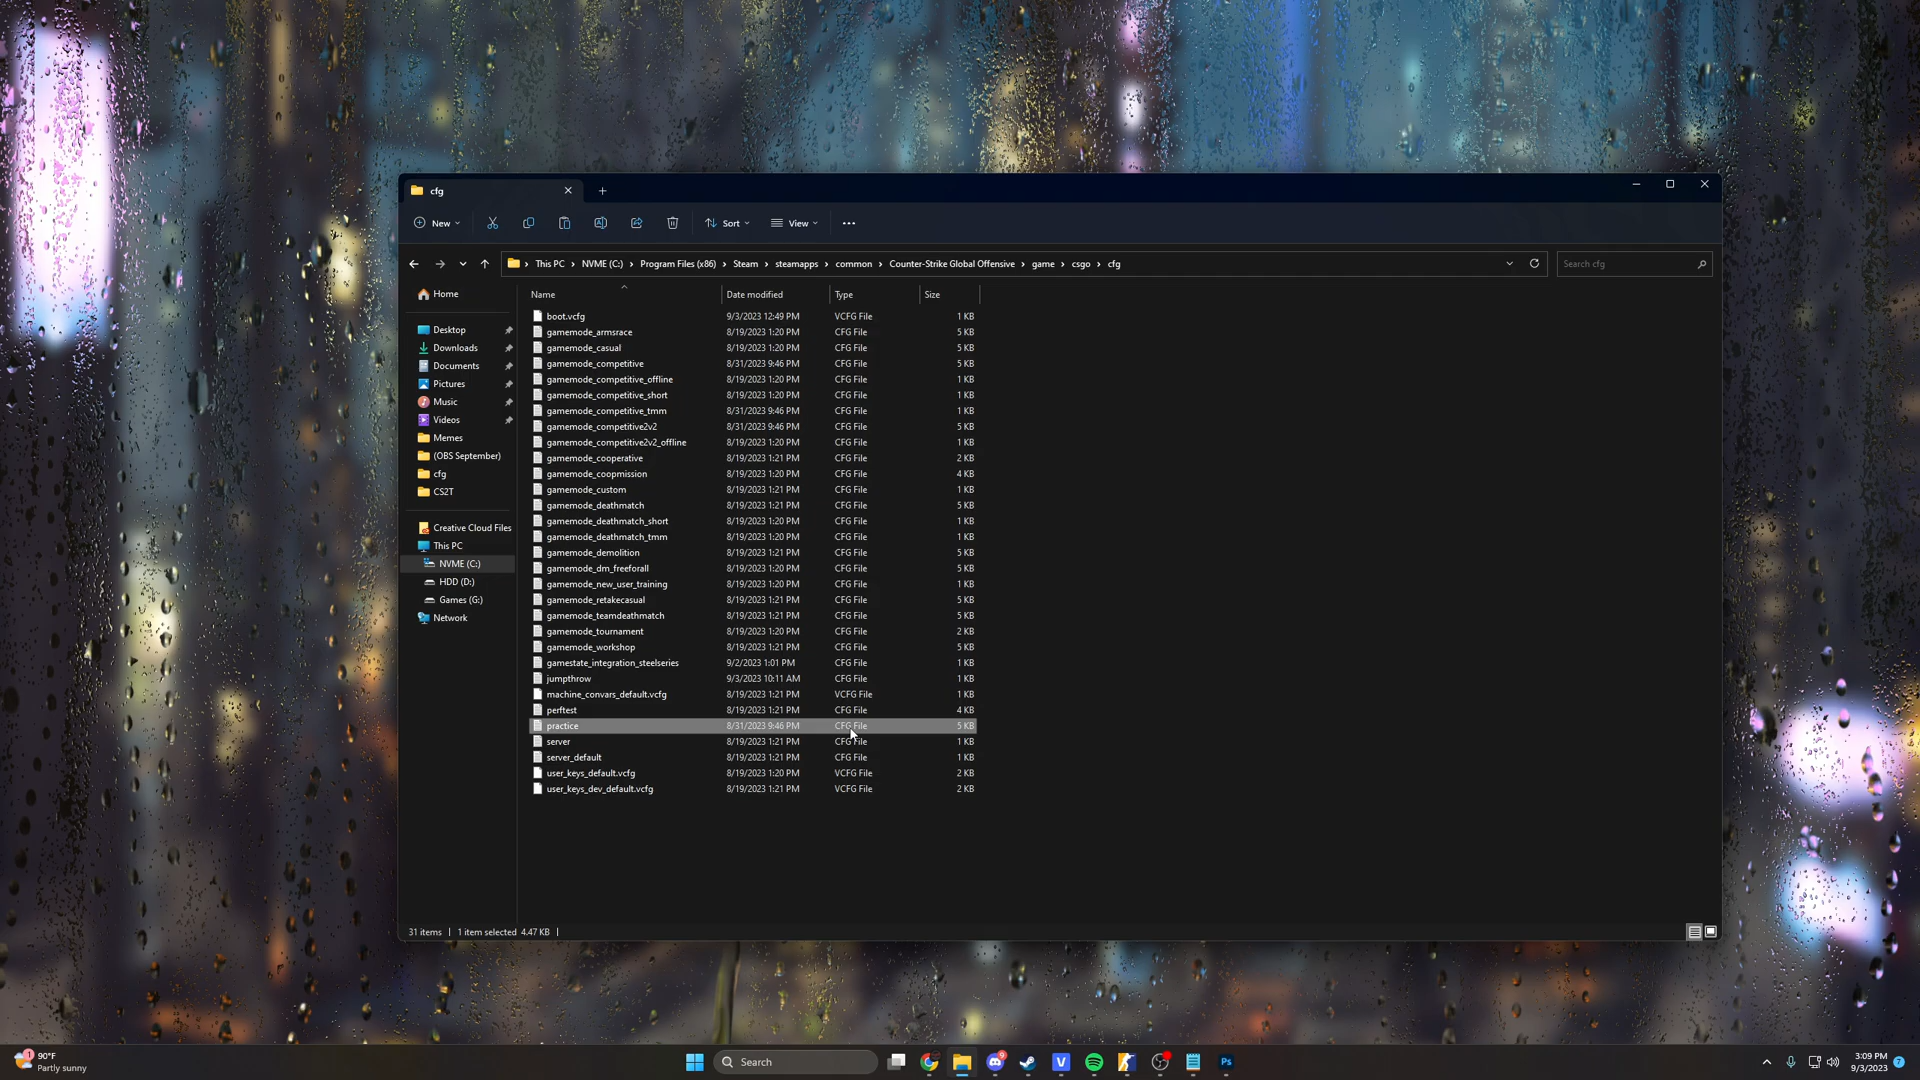 cfg
New
Sort
View
This PC > NVME (C:) > Program Files (x86) > Steam > steamapps > common > Counter-Strike Global Offensive > game > csgo > cfg
Search cfg
Home
Desktop
Downloads
Documents
Pictures
Music
Videos
Memes
(OBS September)
cfg
CS2T
Creative Cloud Files
This PC
NVME (C:)
HDD (D:)
Games (G:)
Network
Name Date modified Type Size
boot.vcfg 9/3/2023 12:49 PM VCFG File 1 KB
gamemode_armsrace 8/19/2023 1:20 PM CFG File 5 KB
gamemode_casual 8/19/2023 1:20 PM CFG File 5 KB
gamemode_competitive 8/31/2023 9:46 PM CFG File 5 KB
gamemode_competitive_offline 8/19/2023 1:20 PM CFG File 1 KB
gamemode_competitive_short 8/19/2023 1:20 PM CFG File 1 KB
gamemode_competitive_tmm 8/31/2023 9:46 PM CFG File 1 KB
gamemode_competitive2v2 8/31/2023 9:46 PM CFG File 5 KB
gamemode_competitive2v2_offline 8/19/2023 1:20 PM CFG File 1 KB
gamemode_cooperative 8/19/2023 1:21 PM CFG File 2 KB
gamemode_coopmission 8/19/2023 1:20 PM CFG File 4 KB
gamemode_custom 8/19/2023 1:21 PM CFG File 1 KB
gamemode_deathmatch 8/19/2023 1:21 PM CFG File 5 KB
gamemode_deathmatch_short 8/19/2023 1:20 PM CFG File 1 KB
gamemode_deathmatch_tmm 8/19/2023 1:20 PM CFG File 1 KB
gamemode_demolition 8/19/2023 1:21 PM CFG File 5 KB
gamemode_dm_freeforall 8/19/2023 1:20 PM CFG File 5 KB
gamemode_new_user_training 8/19/2023 1:20 PM CFG File 1 KB
gamemode_retakecasual 8/19/2023 1:21 PM CFG File 5 KB
gamemode_teamdeathmatch 8/19/2023 1:21 PM CFG File 5 KB
gamemode_tournament 8/19/2023 1:20 PM CFG File 2 KB
gamemode_workshop 8/19/2023 1:21 PM CFG File 5 KB
gamestate_integration_steelseries 9/2/2023 1:01 PM CFG File 1 KB
jumpthrow 9/3/2023 10:11 AM CFG File 1 KB
machine_convars_default.vcfg 8/19/2023 1:21 PM VCFG File 1 KB
perftest 8/19/2023 1:21 PM CFG File 4 KB
practice 8/31/2023 9:46 PM CFG File 5 KB
server 8/19/2023 1:21 PM CFG File 1 KB
server_default 8/19/2023 1:21 PM CFG File 1 KB
user_keys_default.vcfg 8/19/2023 1:20 PM VCFG File 2 KB
user_keys_dev_default.vcfg 8/19/2023 1:21 PM VCFG File 2 KB
31 items | 1 item selected 4.47 KB |
1
90°F
Partly sunny
Search
9
V
Ps
3:09 PM
9/3/2023
7